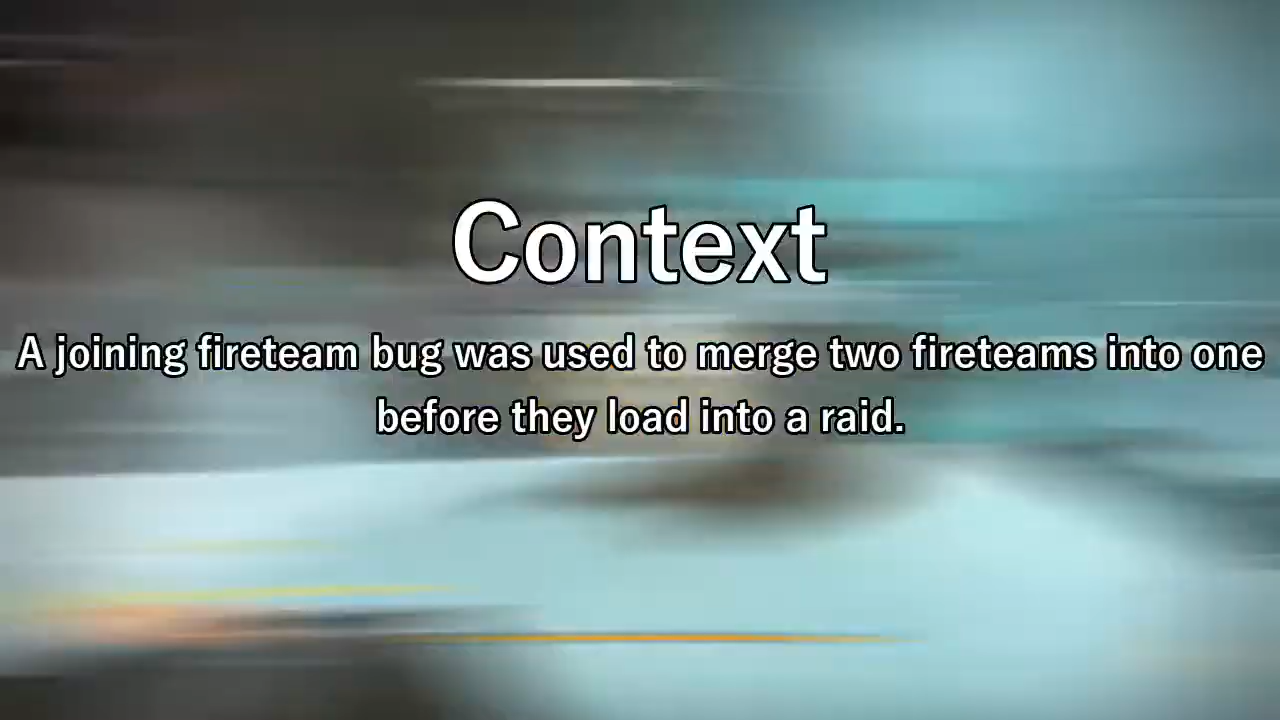 Context
A joining fireteam bug was used to merge two fireteams into one
before they load into a raid.